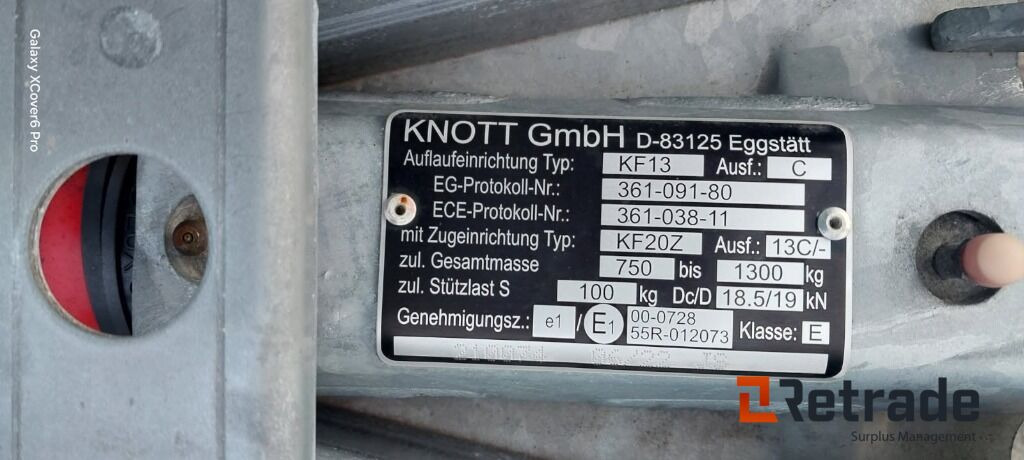 Galaxy XCover6 Pro
KNOTT GmbH D-83125 Eggstätt
Auflaufeinrichtung Typ: KF13 Ausf.: C
EG-Protokoll-Nr.: 361-091-80
ECE-Protokoll-Nr.: 361-038-11
mit Zugeinrichtung Typ: KF20Z Ausf.: 13C/-
zul. Gesamtmasse 750 bis 1300 kg
zul. Stützlast S 100 kg Dc/D 18.5/19 kN
Genehmigungsz.: e1 / E1 00-0728 Klasse: E
55R-012073
06/22
Retrade
Surplus Management